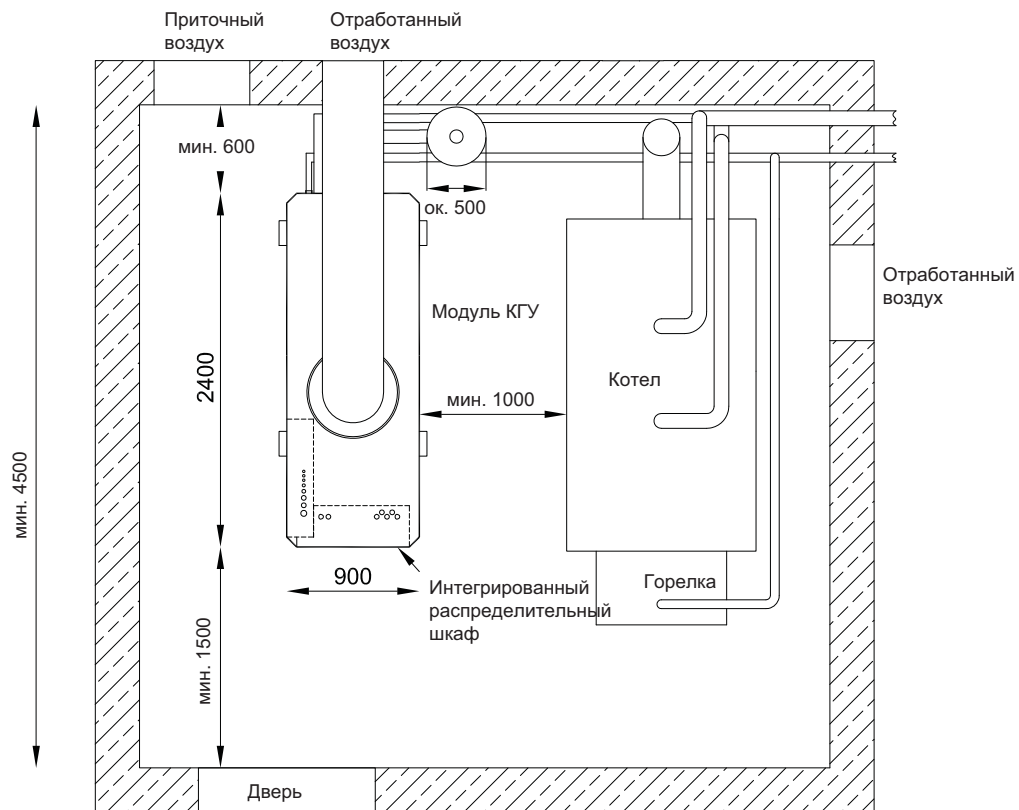 Приточный
воздух
Отработанный
воздух
мин. 600
ок. 500
Отработанный
воздух
Модуль КГУ
2400
Котел
мин. 1000
мин. 4500
900
Интегрированный
распределительный
шкаф
Горелка
мин. 1500
Дверь